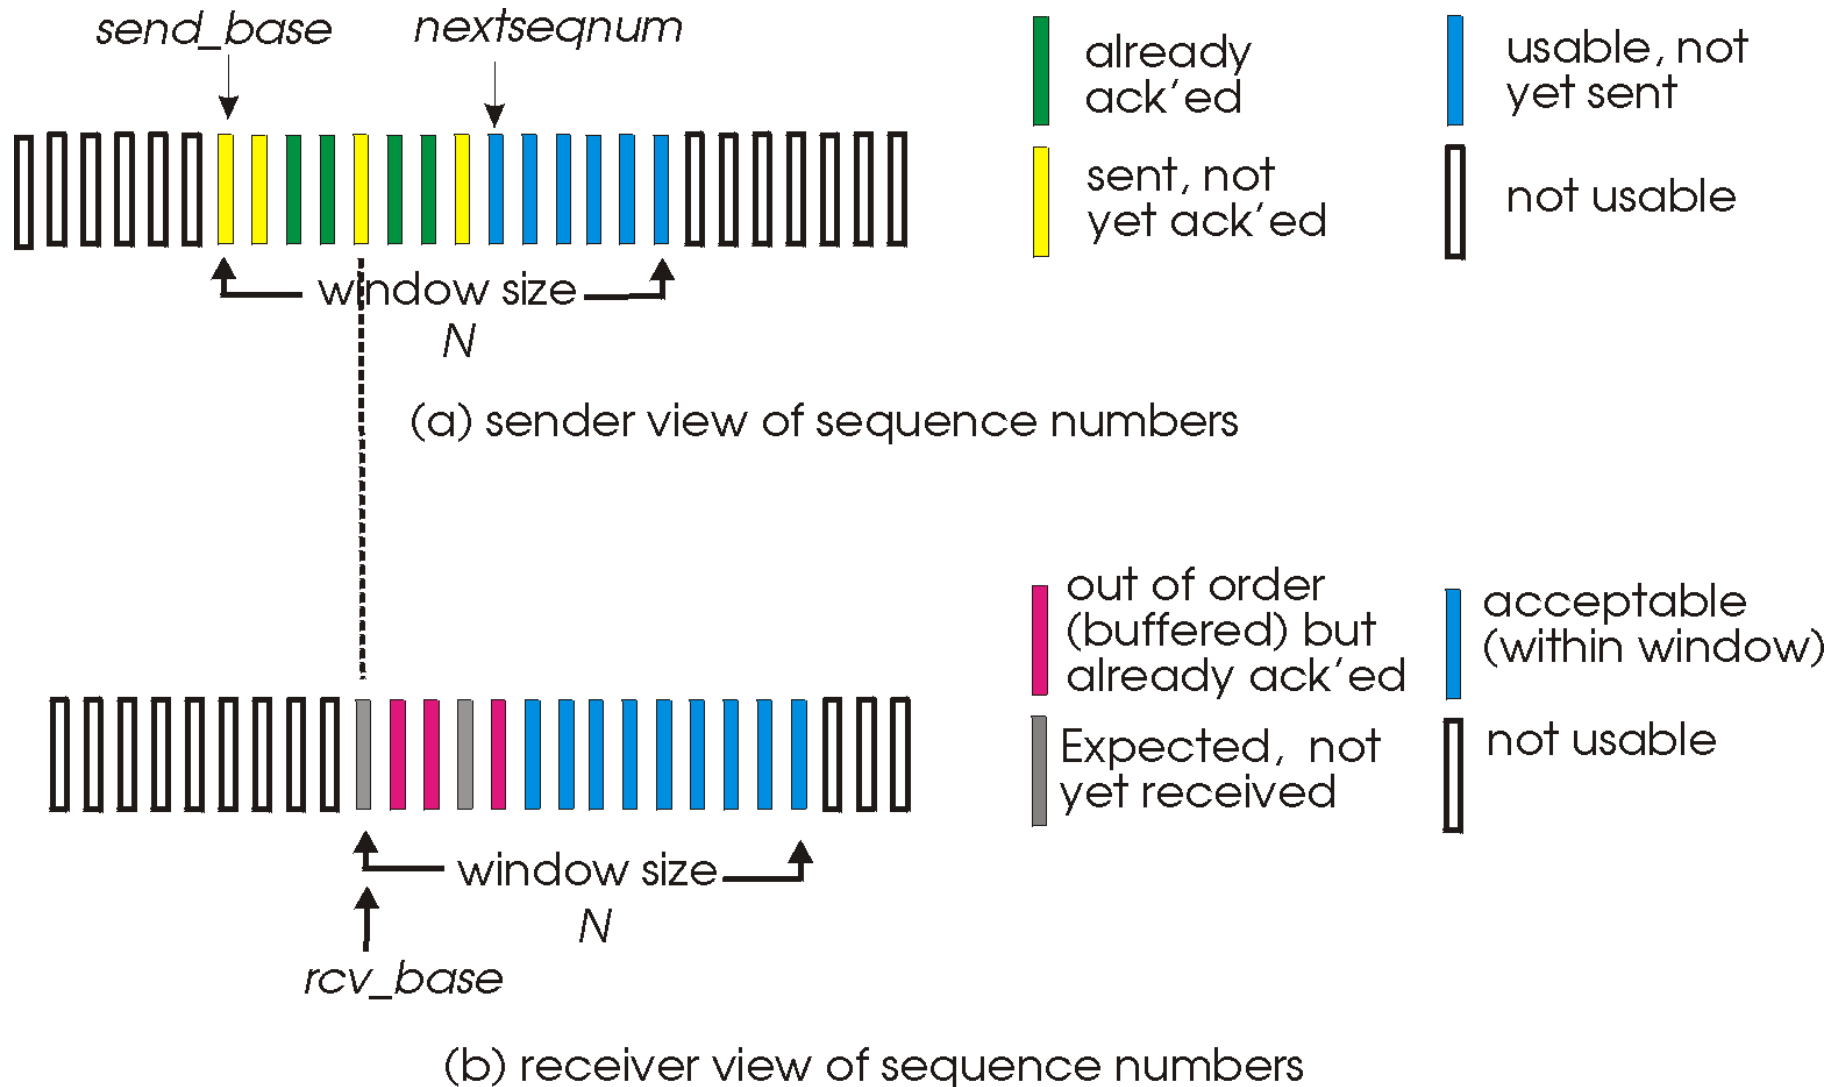 send_base
nextseqnum
already
ack'ed
usable, not
yet sent
sent, not
yet ack'ed
not usable
window size
N
(a) sender view of sequence numbers
out of order
(buffered) but
already ack'ed
acceptable
(within window)
Expected, not
yet received
not usable
window size
N
rcv_base
(b) receiver view of sequence numbers